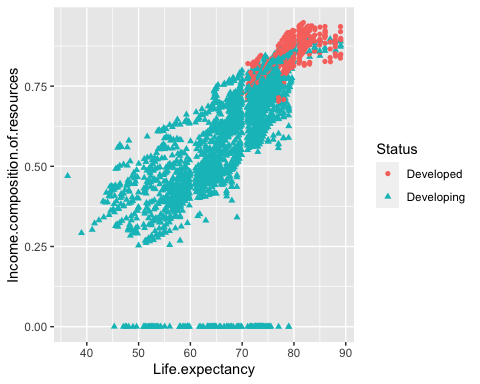 Income.composition.of.resources
0.75
0.50
0.25
0.00
40 50 60 70 80 90
Life.expectancy
Status
Developed
Developing